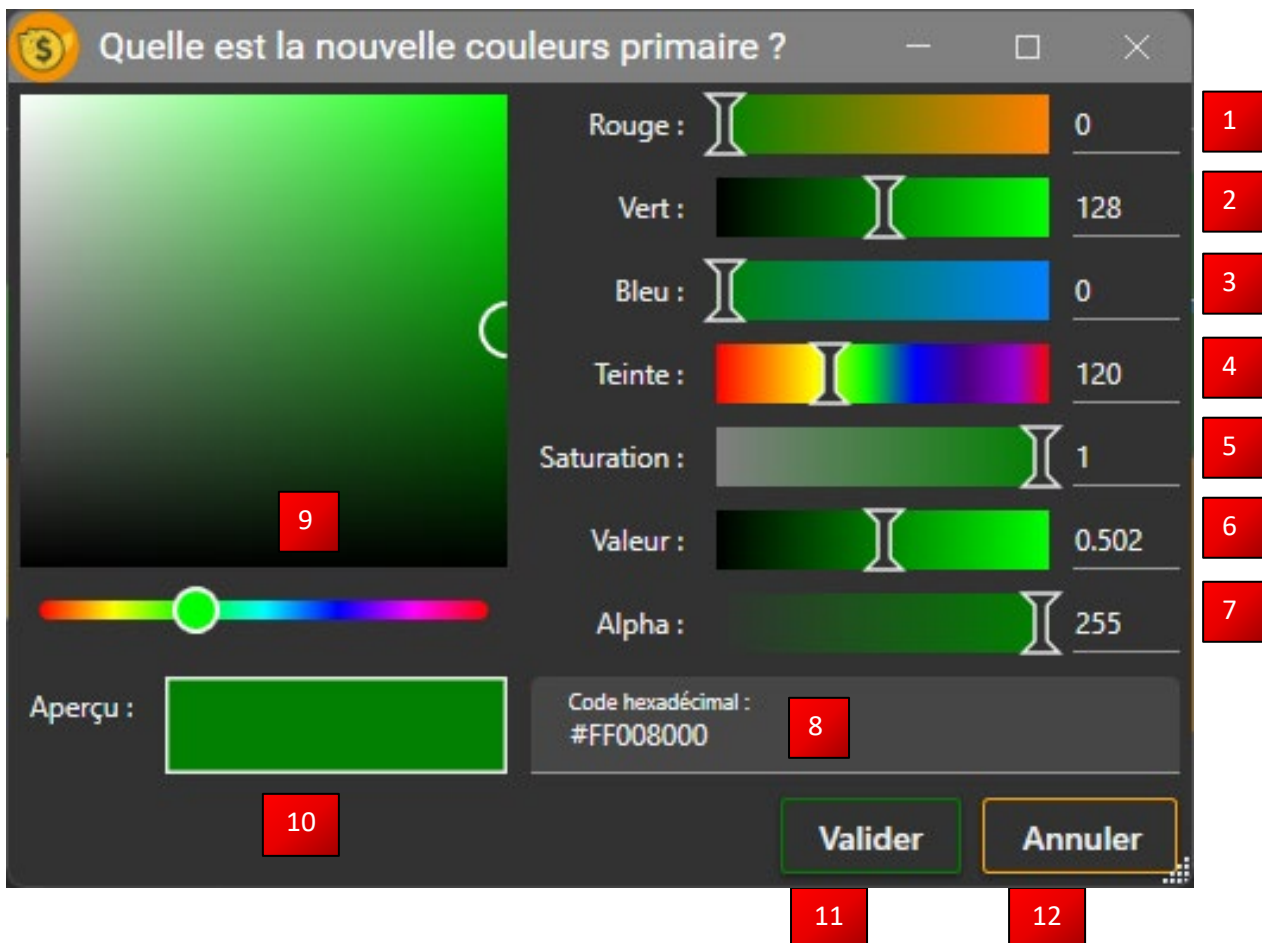 $ Quelle est la nouvelle couleurs primaire ?
Rouge : 0 1
Vert : 128 2
Bleu : 0 3
Teinte : 120 4
Saturation : 1 5
9 Valeur : 0.502 6
Alpha : 255 7
Aperçu : Code hexadécimal :
#FF008000 8
10
Valider Annuler
11 12